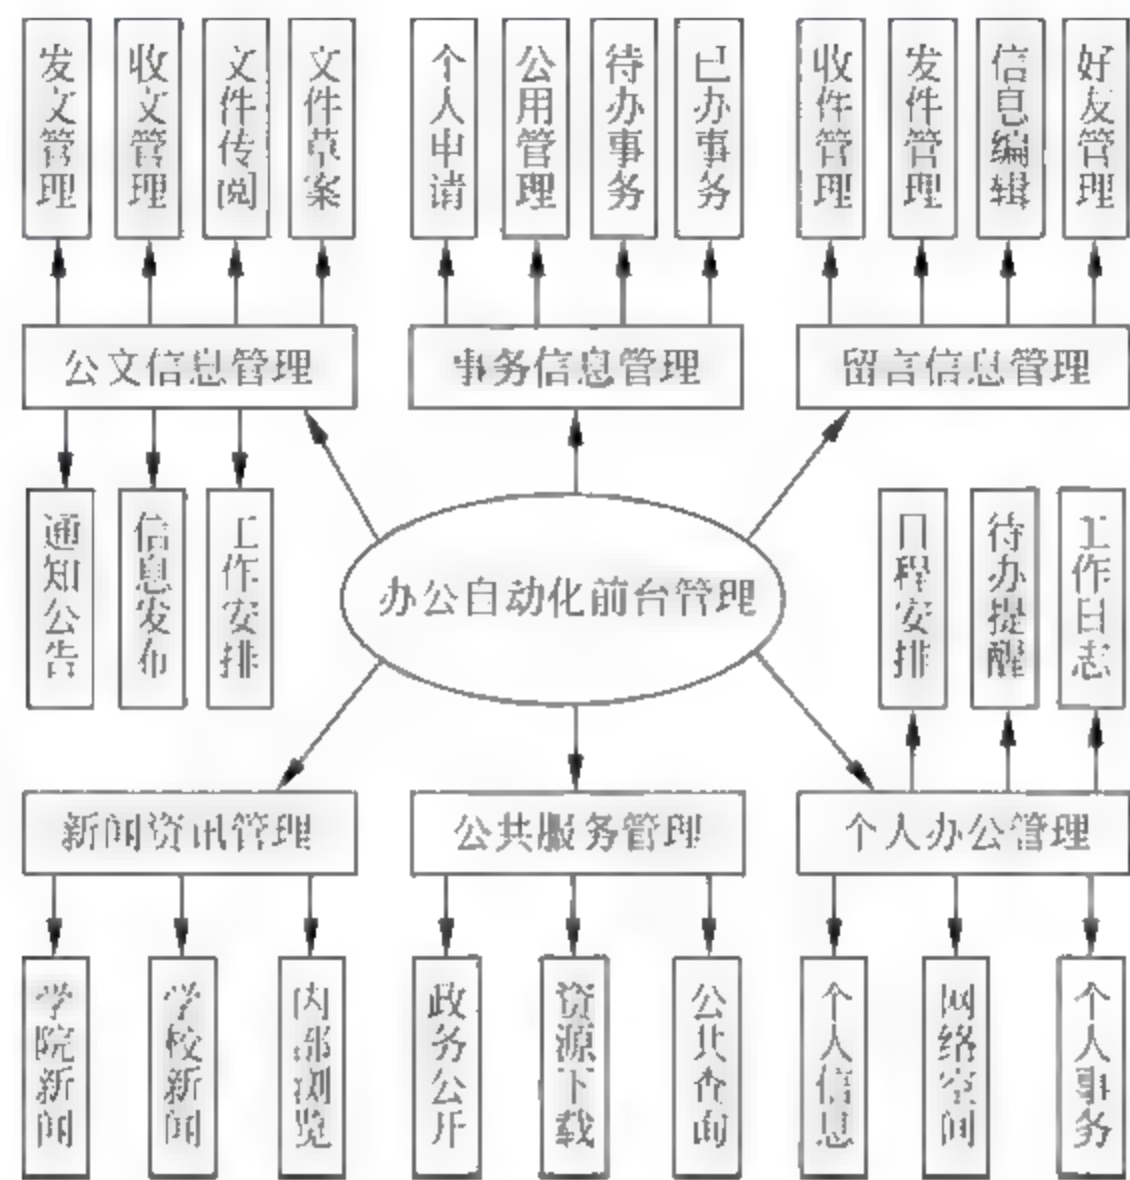 发文管理
收文管理
文件传阅
文件草案
个人申请
公用管理
待办事务
已办事务
收件管理
发件管理
信息编辑
好友管理
公文信息管理
事务信息管理
留言信息管理
通知公告
信息发布
工作安排
办公自动化前台管理
日程安排
待办提醒
工作日志
新闻资讯管理
公共服务管理
个人办公管理
学院新闻
学校新闻
内部浏览
政务公开
资源下载
公共查询
个人信息
网络空间
个人事务